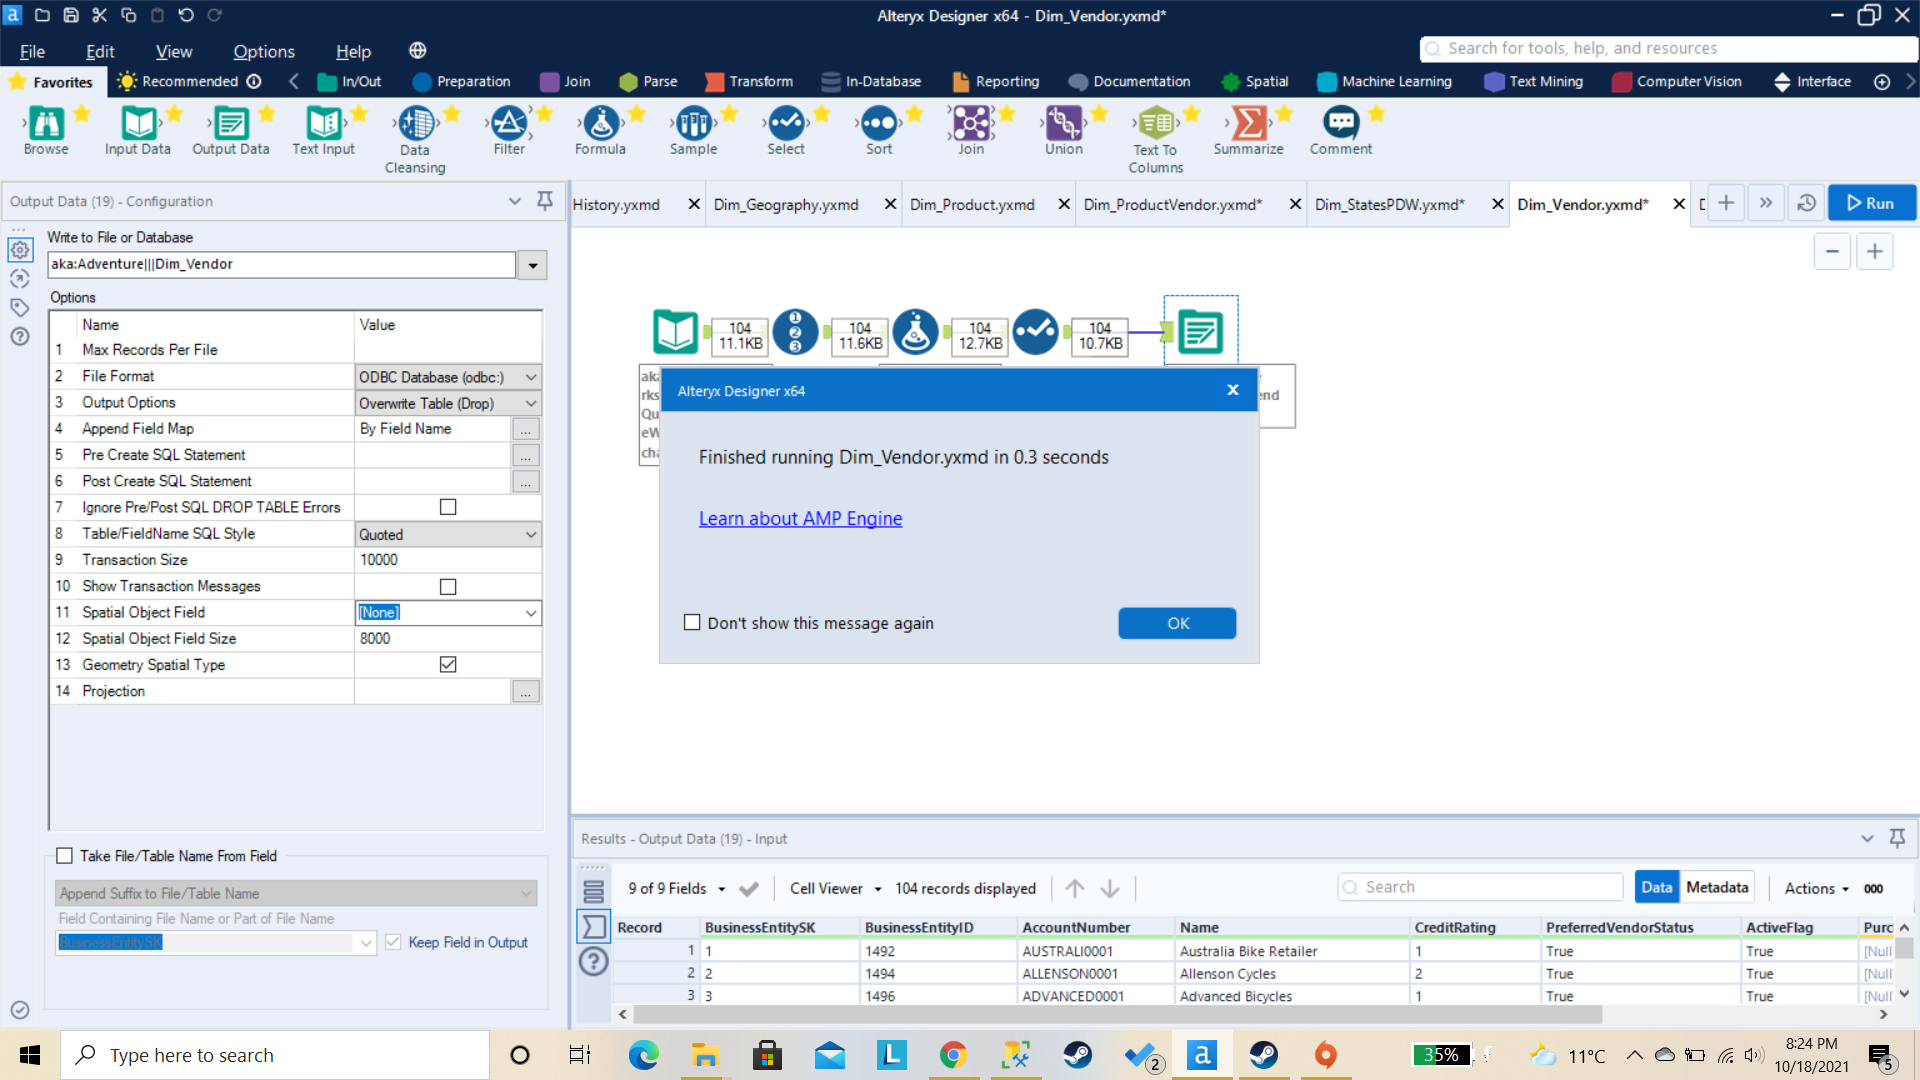 Alteryx Designer x64 - Dim_Vendor.yxmd*
File Edit View Options Help
Search for tools, help, and resources
Favorites Recommended In/Out Preparation Join Parse Transform In-Database Reporting Documentation Spatial Machine Learning Text Mining Computer Vision Interface
Browse Input Data Output Data Text Input Data Cleansing Filter Formula Sample Select Sort Join Union Text To Columns Summarize Comment
Output Data (19) - Configuration
History.yxmd Dim_Geography.yxmd Dim_Product.yxmd Dim_ProductVendor.yxmd* Dim_StatesPDW.yxmd* Dim_Vendor.yxmd* Run
Write to File or Database
aka:Adventure|||Dim_Vendor
Options
Name Value
1 Max Records Per File
2 File Format ODBC Database (odbc:)
3 Output Options Overwrite Table (Drop)
4 Append Field Map By Field Name ...
5 Pre Create SQL Statement ...
6 Post Create SQL Statement ...
7 Ignore Pre/Post SQL DROP TABLE Errors
8 Table/FieldName SQL Style Quoted
9 Transaction Size 10000
10 Show Transaction Messages
11 Spatial Object Field [None]
12 Spatial Object Field Size 8000
13 Geometry Spatial Type
14 Projection ...
Take File/Table Name From Field
Append Suffix to File/Table Name
Field Containing File Name or Part of File Name
BusinessEntitySK Keep Field in Output
1 2 3
104 11.1KB
104 11.6KB
104 12.7KB
104 10.7KB
Alteryx Designer x64
Finished running Dim_Vendor.yxmd in 0.3 seconds
Learn about AMP Engine
Don't show this message again
OK
Results - Output Data (19) - Input
9 of 9 Fields Cell Viewer 104 records displayed Search Data Metadata Actions 000
Record BusinessEntitySK BusinessEntityID AccountNumber Name CreditRating PreferredVendorStatus ActiveFlag Purc
1 1 1492 AUSTRALI0001 Australia Bike Retailer 1 True True [Null
2 2 1494 ALLENSON0001 Allenson Cycles 2 True True [Null
3 3 1496 ADVANCED0001 Advanced Bicycles 1 True True [Null
Type here to search
2
35%
11°C
8:24 PM
10/18/2021
5